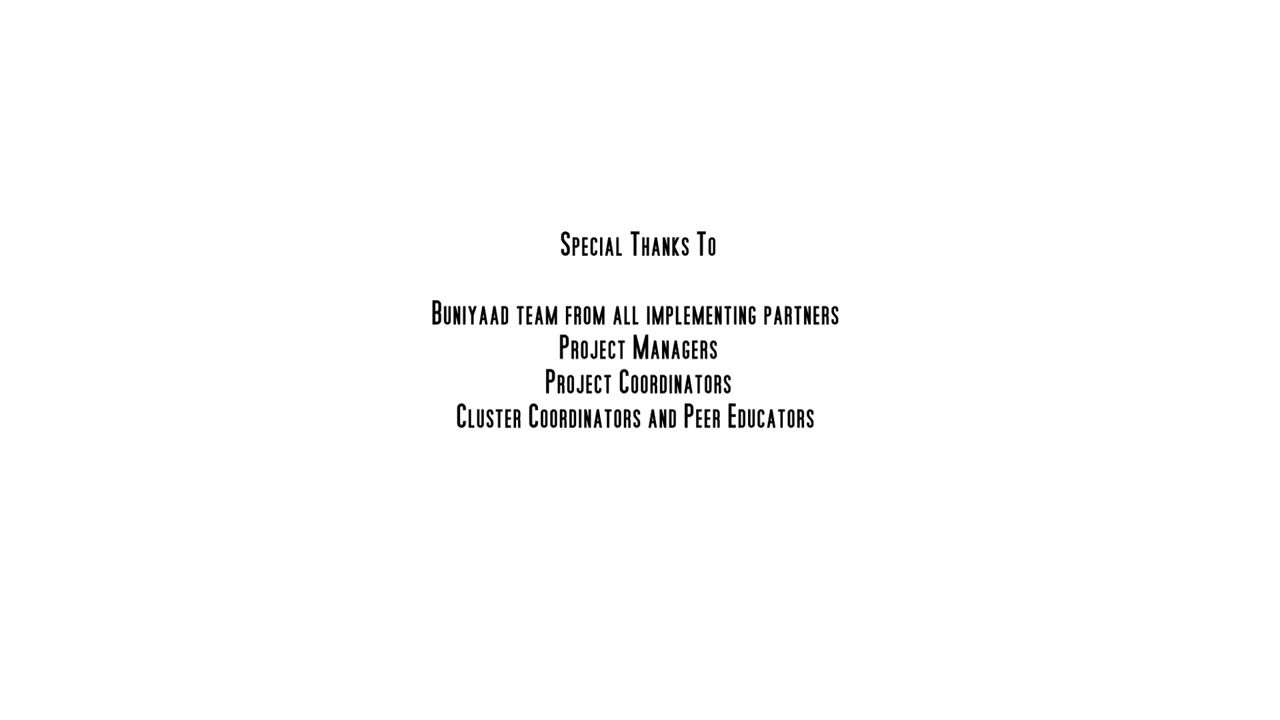 Special Thanks To
Buniyaad team from all implementing partners
Project Managers
Project Coordinators
Cluster Coordinators and Peer Educators